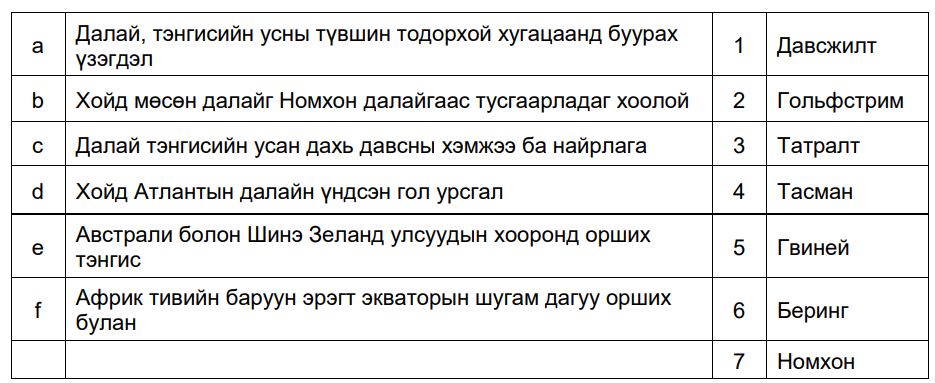 a Далай, тэнгисийн усны түвшин тодорхой хугацаанд буурах үзэгдэл 1 Давсжилт
b Хойд мөсөн далайг Номхон далайгаас тусгаарладаг хоолой 2 Гольфстрим
c Далай тэнгисийн усан дахь давсны хэмжээ ба найрлага 3 Татралт
d Хойд Атлантын далайн үндсэн гол урсгал 4 Тасман
e Австрали болон Шинэ Зеланд улсуудын хооронд орших тэнгис 5 Гвиней
f Африк тивийн баруун эрэгт экваторын шугам дагуу орших булан 6 Беринг
7 Номхон